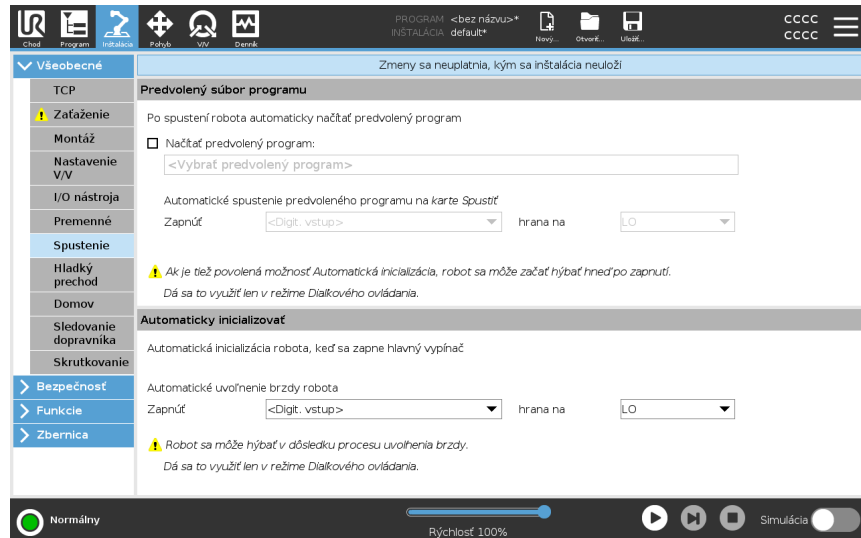 UR
Chod
Program
Inštalácia
Pohyb
V/V
Denník
PROGRAM <bez názvu>*
INŠTALÁCIA default*
Nový...
Otvoriť...
Uložiť...
CCCC
CCCC
Všeobecné
TCP
Zaťaženie
Montáž
Nastavenie
V/V
I/O nástroja
Premenné
Spustenie
Hladký
prechod
Domov
Sledovanie
dopravníka
Skrutkovanie
Bezpečnosť
Funkcie
Zbernica
Zmeny sa neuplatnia, kým sa inštalácia neuloží
Predvolený súbor programu
Po spustení robota automaticky načítať predvolený program
Načítať predvolený program:
<Vybrať predvolený program>
Automatické spustenie predvoleného programu na karte Spustiť
Zapnúť <Digit. vstup> hrana na LO
Ak je tiež povolená možnosť Automatická inicializácia, robot sa môže začať hýbať hneď po zapnutí.
Dá sa to využiť len v režime Diaľkového ovládania.
Automaticky inicializovať
Automatická inicializácia robota, keď sa zapne hlavný vypínač
Automatické uvoľnenie brzdy robota
Zapnúť <Digit. vstup> hrana na LO
Robot sa môže hýbať v dôsledku procesu uvoľnenia brzdy.
Dá sa to využiť len v režime Diaľkového ovládania.
Normálny
Rýchlosť 100%
Simulácia